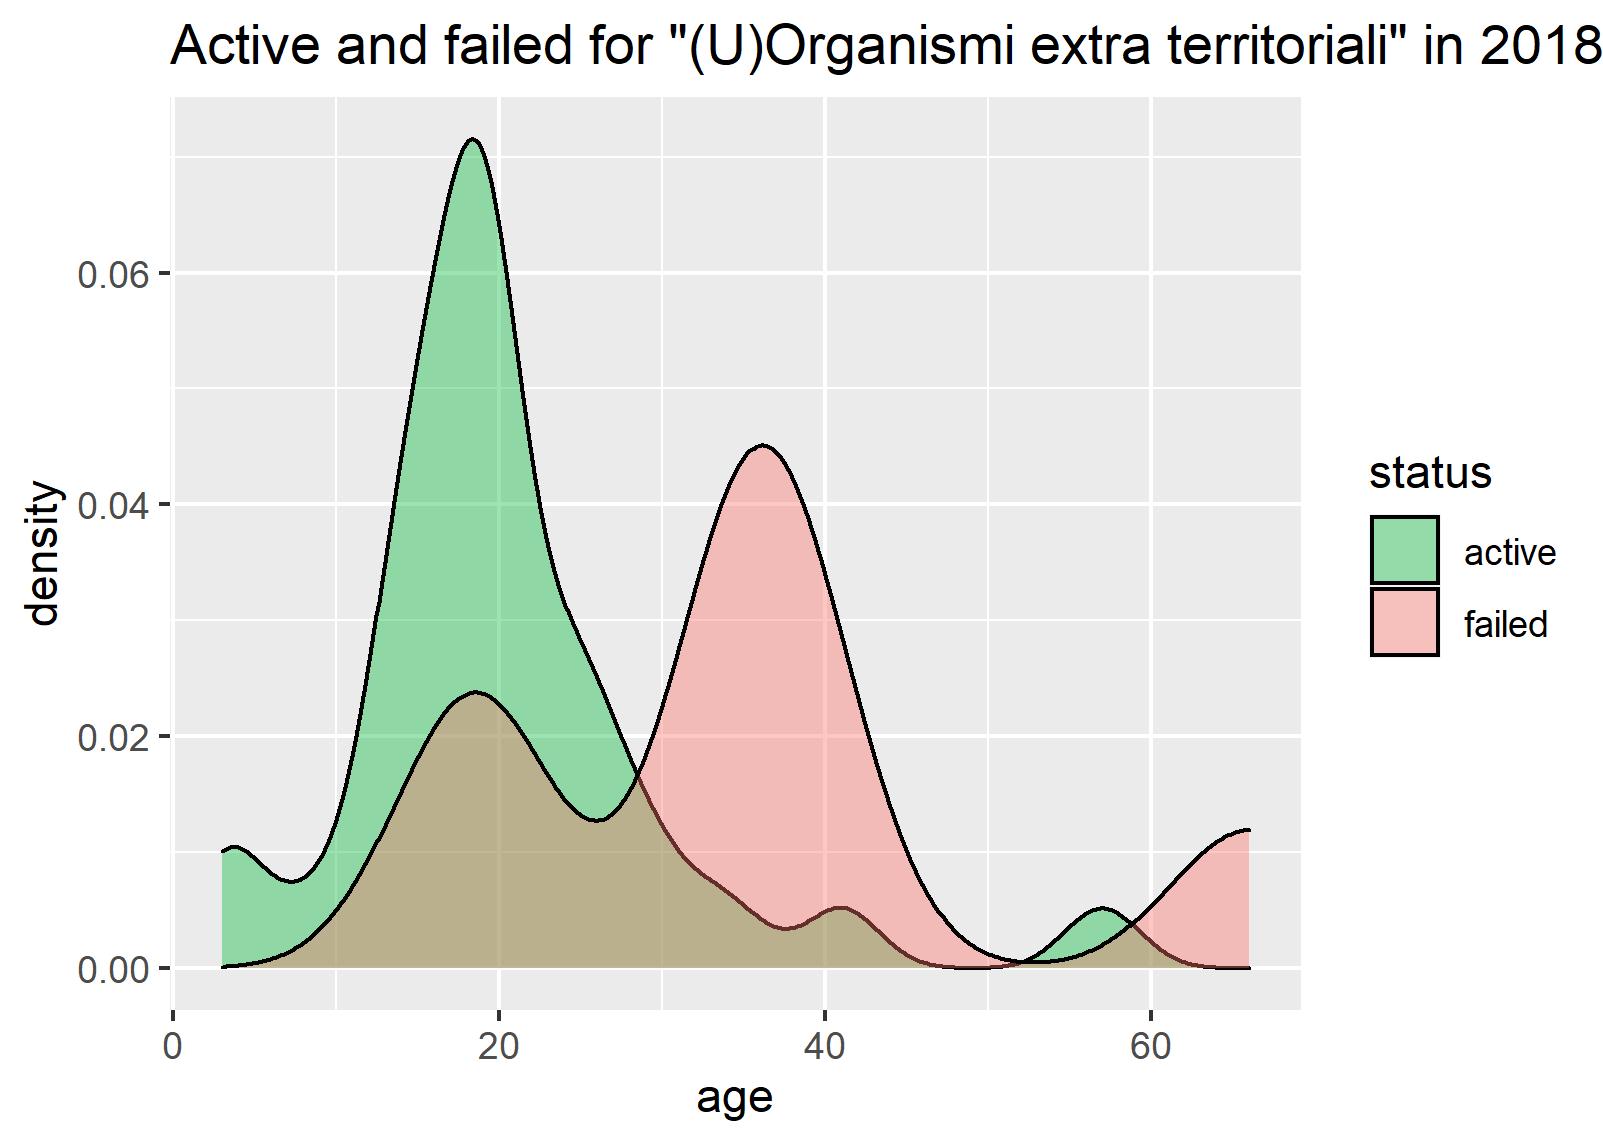 Active and failed for "(U)Organismi extra territoriali" in 2018
density
0.06
0.04
0.02
0.00
0
20
40
60
age
status
active
failed